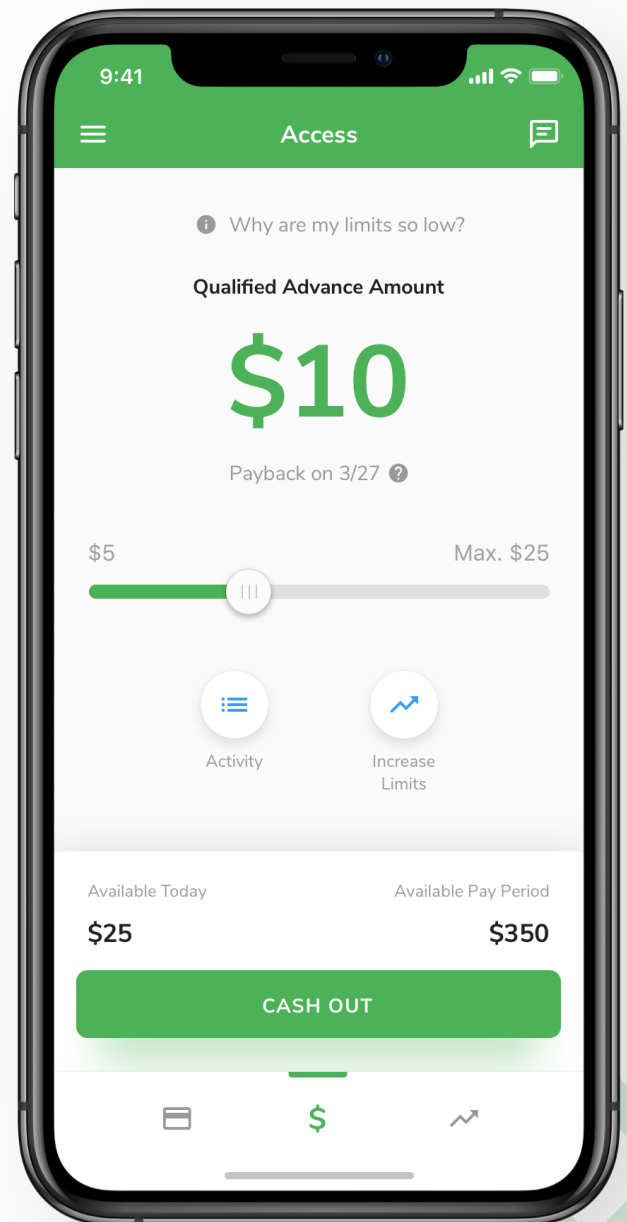 9:41
Access
Why are my limits so low?
Qualified Advance Amount
$10
Payback on 3/27
$5 Max. $25
Activity Increase
Limits
Available Today Available Pay Period
$25 $350
CASH OUT
$